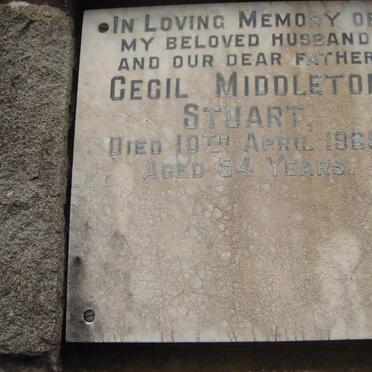 IN LOVING MEMORY OF
MY BELOVED HUSBAND
AND OUR DEAR FATHER
CECIL MIDDLETON
STUART,
DIED 10TH APRIL 196
AGED 54 YEARS.